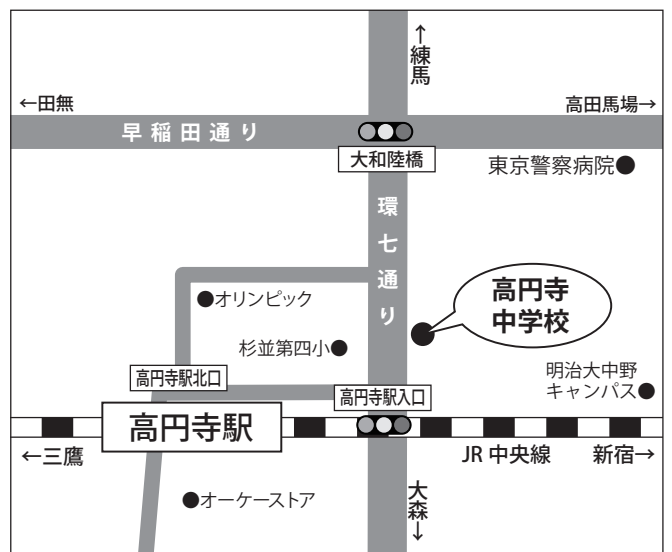 ↑練馬
←田無
高田馬場→
早稲田通り
大和陸橋
東京警察病院●
環七通り
●オリンピック
高円寺
中学校
杉並第四小●
高円寺駅北口
高円寺駅入口
明治大中野
キャンパス●
高円寺駅
←三鷹
JR 中央線
新宿→
●オーケーストア
大森→